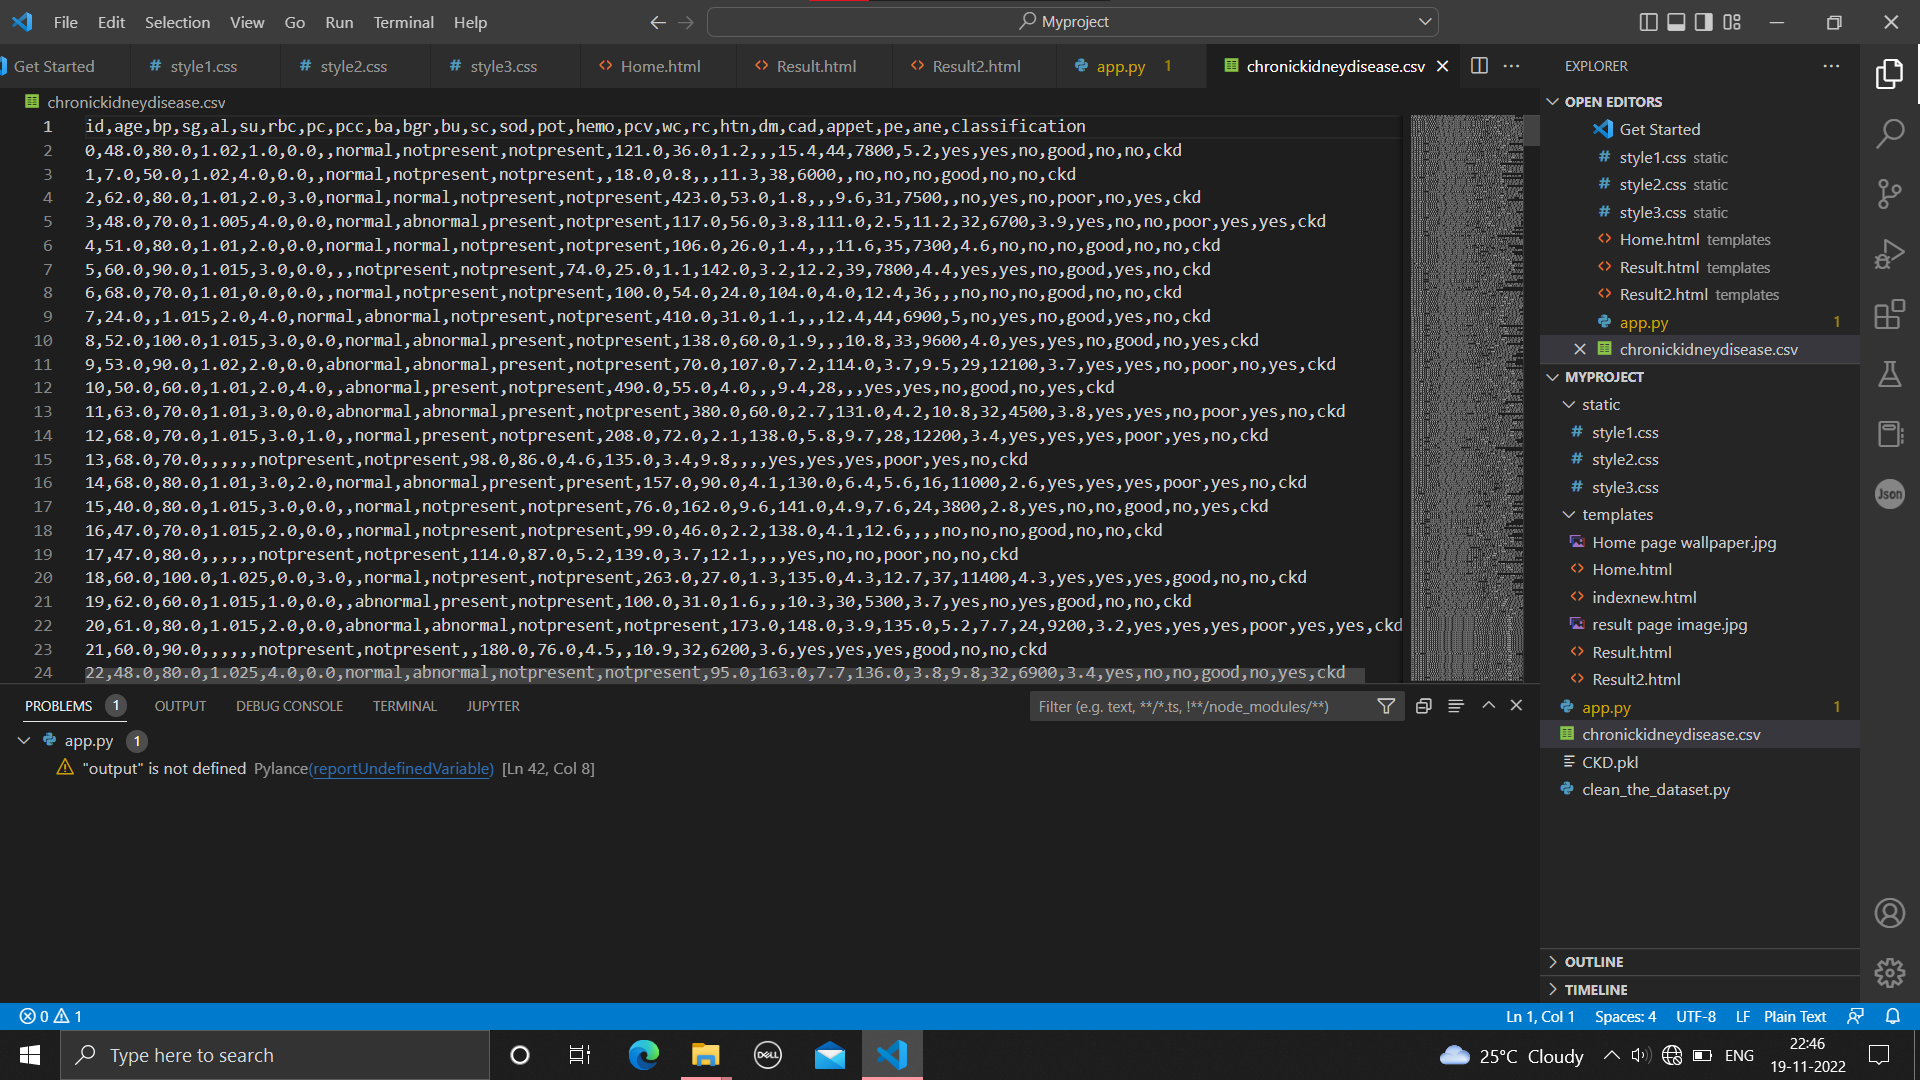 File Edit Selection View Go Run Terminal Help
Myproject
Get Started
style1.css
style2.css
style3.css
Home.html
Result.html
Result2.html
app.py 1
chronickidneydisease.csv
chronickidneydisease.csv
1 id,age,bp,sg,al,su,rbc,pc,pcc,ba,bgr,bu,sc,sod,pot,hemo,pcv,wc,rc,htn,dm,cad,appet,pe,ane,classification
2 0,48.0,80.0,1.02,1.0,0.0,,normal,notpresent,notpresent,121.0,36.0,1.2,,,15.4,44,7800,5.2,yes,yes,no,good,no,no,ckd
3 1,7.0,50.0,1.02,4.0,0.0,,normal,notpresent,notpresent,,18.0,0.8,,,11.3,38,6000,,no,no,no,good,no,no,ckd
4 2,62.0,80.0,1.01,2.0,3.0,normal,normal,notpresent,notpresent,423.0,53.0,1.8,,,9.6,31,7500,,no,yes,no,poor,no,yes,ckd
5 3,48.0,70.0,1.005,4.0,0.0,normal,abnormal,present,notpresent,117.0,56.0,3.8,111.0,2.5,11.2,32,6700,3.9,yes,no,no,poor,yes,yes,ckd
6 4,51.0,80.0,1.01,2.0,0.0,normal,normal,notpresent,notpresent,106.0,26.0,1.4,,,11.6,35,7300,4.6,no,no,no,good,no,no,ckd
7 5,60.0,90.0,1.015,3.0,0.0,,,notpresent,notpresent,74.0,25.0,1.1,142.0,3.2,12.2,39,7800,4.4,yes,yes,no,good,yes,no,ckd
8 6,68.0,70.0,1.01,0.0,0.0,,normal,notpresent,notpresent,100.0,54.0,24.0,104.0,4.0,12.4,36,,,no,no,no,good,no,no,ckd
9 7,24.0,,1.015,2.0,4.0,normal,abnormal,notpresent,notpresent,410.0,31.0,1.1,,,12.4,44,6900,5,no,yes,no,good,yes,no,ckd
10 8,52.0,100.0,1.015,3.0,0.0,normal,abnormal,present,notpresent,138.0,60.0,1.9,,,10.8,33,9600,4.0,yes,yes,no,good,no,yes,ckd
11 9,53.0,90.0,1.02,2.0,0.0,abnormal,abnormal,present,notpresent,70.0,107.0,7.2,114.0,3.7,9.5,29,12100,3.7,yes,yes,no,poor,no,yes,ckd
12 10,50.0,60.0,1.01,2.0,4.0,,abnormal,present,notpresent,490.0,55.0,4.0,,,9.4,28,,,yes,yes,no,good,no,yes,ckd
13 11,63.0,70.0,1.01,3.0,0.0,abnormal,abnormal,present,notpresent,380.0,60.0,2.7,131.0,4.2,10.8,32,4500,3.8,yes,yes,no,poor,yes,no,ckd
14 12,68.0,70.0,1.015,3.0,1.0,,normal,present,notpresent,208.0,72.0,2.1,138.0,5.8,9.7,28,12200,3.4,yes,yes,yes,poor,yes,no,ckd
15 13,68.0,70.0,,,,,,notpresent,notpresent,98.0,86.0,4.6,135.0,3.4,9.8,,,,yes,yes,yes,poor,yes,no,ckd
16 14,68.0,80.0,1.01,3.0,2.0,normal,abnormal,present,present,157.0,90.0,4.1,130.0,6.4,5.6,16,11000,2.6,yes,yes,yes,poor,yes,no,ckd
17 15,40.0,80.0,1.015,3.0,0.0,,normal,notpresent,notpresent,76.0,162.0,9.6,141.0,4.9,7.6,24,3800,2.8,yes,no,no,good,no,yes,ckd
18 16,47.0,70.0,1.015,2.0,0.0,,normal,notpresent,notpresent,99.0,46.0,2.2,138.0,4.1,12.6,,,,no,no,no,good,no,no,ckd
19 17,47.0,80.0,,,,,,notpresent,notpresent,114.0,87.0,5.2,139.0,3.7,12.1,,,,yes,no,no,poor,no,no,ckd
20 18,60.0,100.0,1.025,0.0,3.0,,normal,notpresent,notpresent,263.0,27.0,1.3,135.0,4.3,12.7,37,11400,4.3,yes,yes,yes,good,no,no,ckd
21 19,62.0,60.0,1.015,1.0,0.0,,abnormal,present,notpresent,100.0,31.0,1.6,,,10.3,30,5300,3.7,yes,no,yes,good,no,no,ckd
22 20,61.0,80.0,1.015,2.0,0.0,abnormal,abnormal,notpresent,notpresent,173.0,148.0,3.9,135.0,5.2,7.7,24,9200,3.2,yes,yes,yes,poor,yes,yes,ckd
23 21,60.0,90.0,,,,,,notpresent,notpresent,,180.0,76.0,4.5,,10.9,32,6200,3.6,yes,yes,yes,good,no,no,ckd
24 22,48.0,80.0,1.025,4.0,0.0,normal,abnormal,notpresent,notpresent,95.0,163.0,7.7,136.0,3.8,9.8,32,6900,3.4,yes,no,no,good,no,yes,ckd
PROBLEMS 1 OUTPUT DEBUG CONSOLE TERMINAL JUPYTER
Filter (e.g. text, **/*.ts, !**/node_modules/**)
app.py 1
"output" is not defined Pylance(reportUndefinedVariable) [Ln 42, Col 8]
EXPLORER
OPEN EDITORS
Get Started
style1.css static
style2.css static
style3.css static
Home.html templates
Result.html templates
Result2.html templates
app.py 1
chronickidneydisease.csv
MYPROJECT
static
style1.css
style2.css
style3.css
templates
Home page wallpaper.jpg
Home.html
indexnew.html
result page image.jpg
Result.html
Result2.html
app.py 1
chronickidneydisease.csv
CKD.pkl
clean_the_dataset.py
OUTLINE
TIMELINE
Json
0 1
Ln 1, Col 1 Spaces: 4 UTF-8 LF Plain Text
Type here to search
DELL
25°C Cloudy
ENG
22:46
19-11-2022